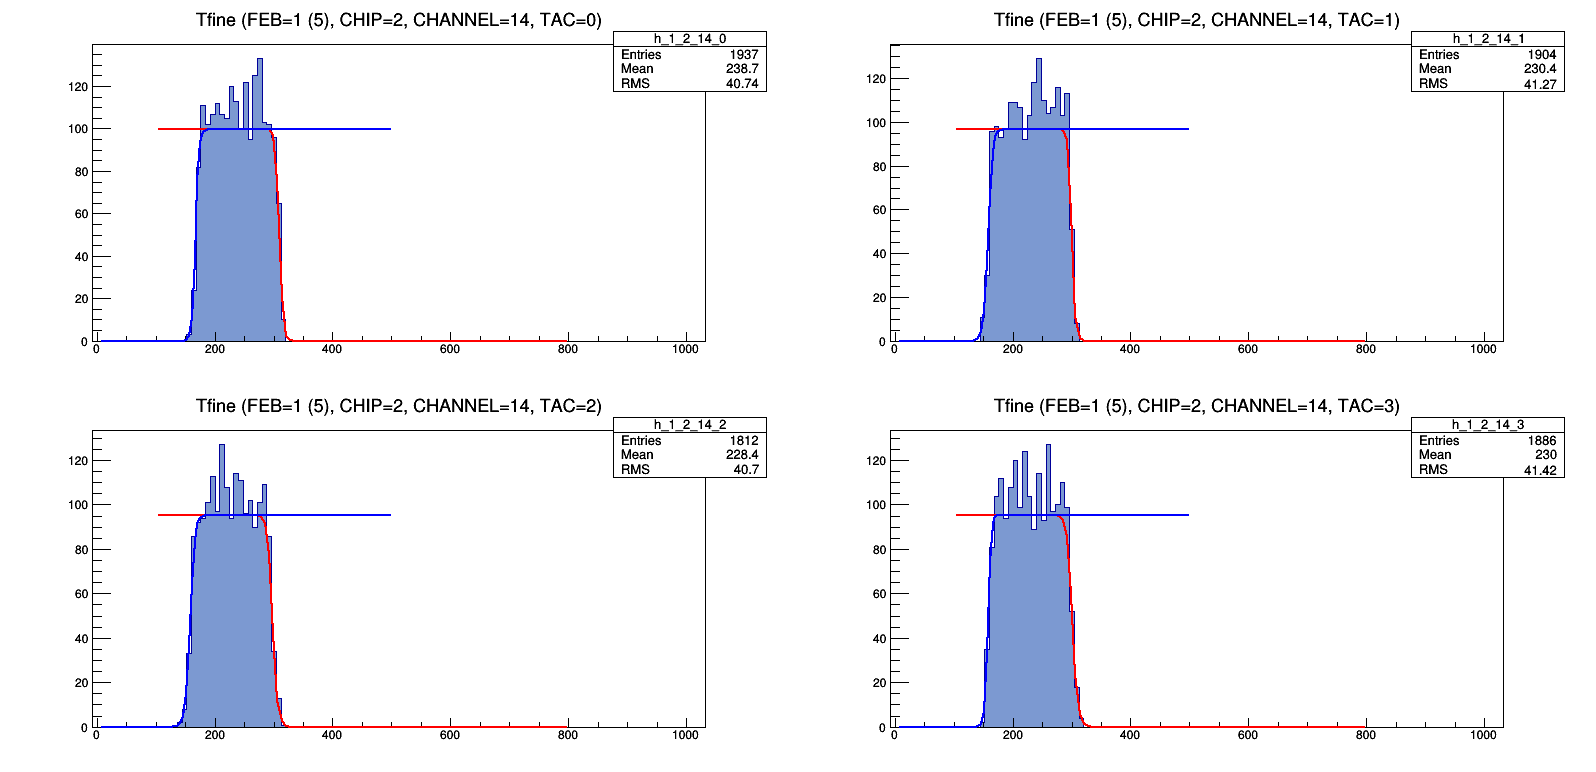 Tfine (FEB=1 (5), CHIP=2, CHANNEL=14, TAC=0)
h_1_2_14_0
Entries 1937
Mean 238.7
RMS 40.74
120
100
80
60
40
20
0
0 200 400 600 800 1000
Tfine (FEB=1 (5), CHIP=2, CHANNEL=14, TAC=1)
h_1_2_14_1
Entries 1904
Mean 230.4
RMS 41.27
120
100
80
60
40
20
0
0 200 400 600 800 1000
Tfine (FEB=1 (5), CHIP=2, CHANNEL=14, TAC=2)
h_1_2_14_2
Entries 1812
Mean 228.4
RMS 40.7
120
100
80
60
40
20
0
0 200 400 600 800 1000
Tfine (FEB=1 (5), CHIP=2, CHANNEL=14, TAC=3)
h_1_2_14_3
Entries 1886
Mean 230
RMS 41.42
120
100
80
60
40
20
0
0 200 400 600 800 1000